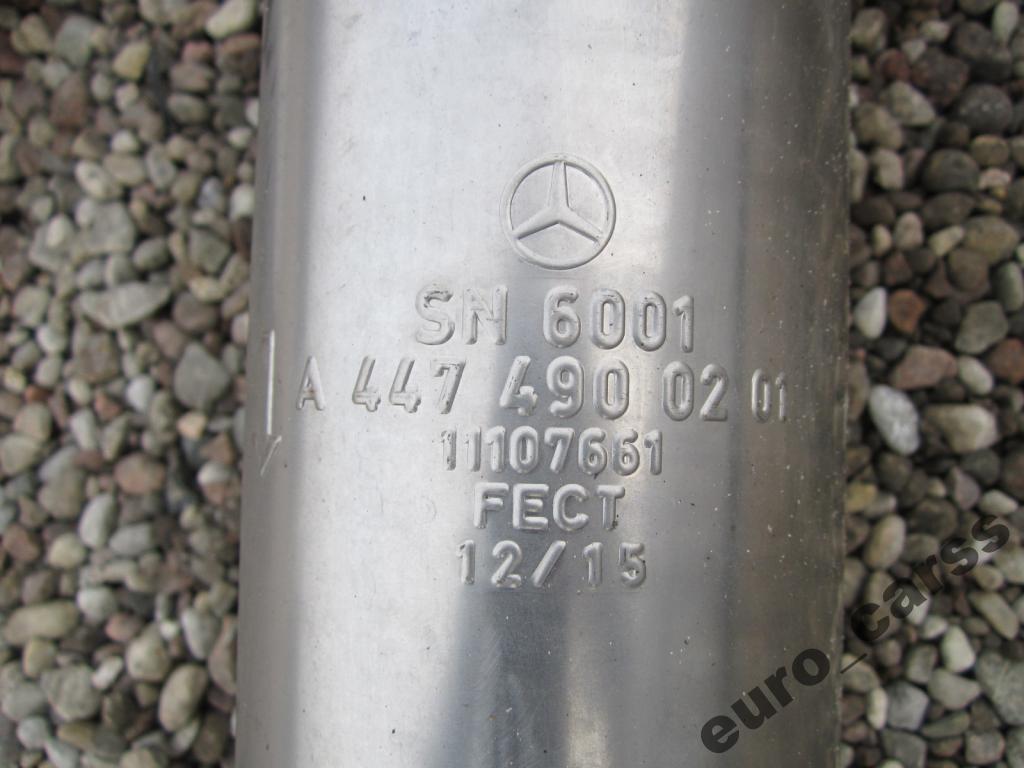 SN 6001
A 447 490 02 01
11107661
FECT
12/15
euro_carss